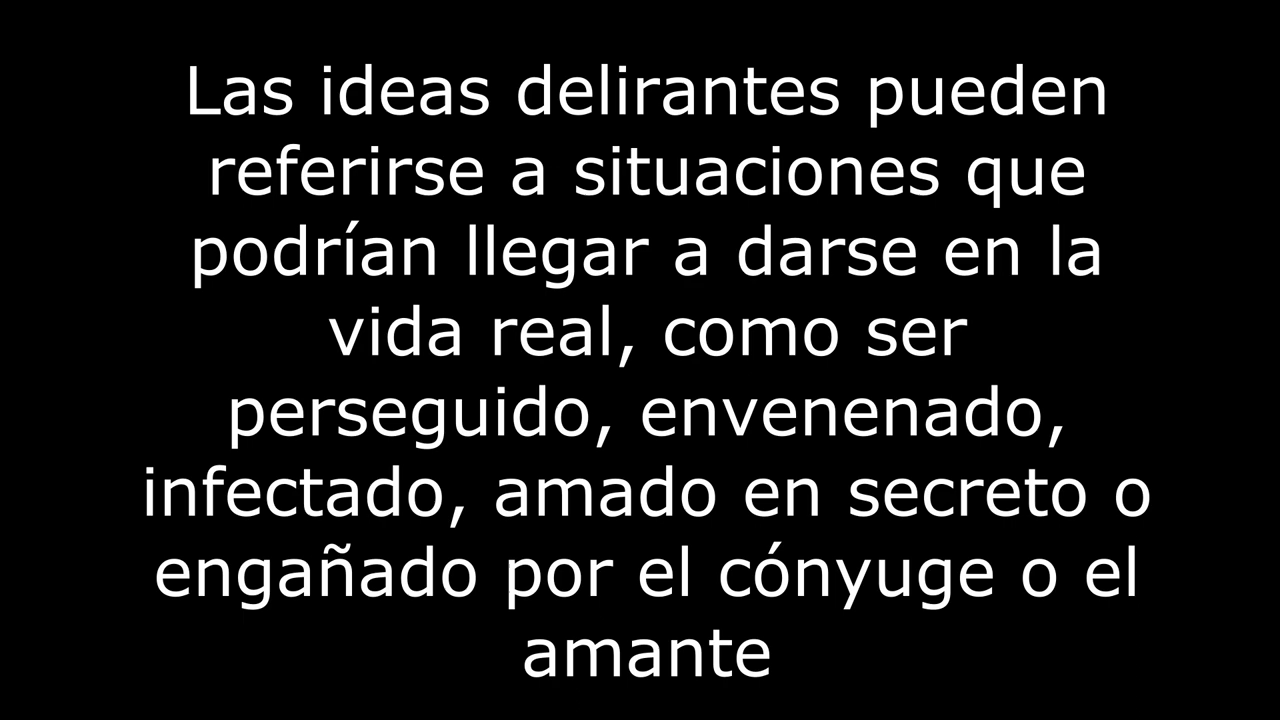 Las ideas delirantes pueden
referirse a situaciones que
podrían llegar a darse en la
vida real, como ser
perseguido, envenenado,
infectado, amado en secreto o
engañado por el cónyuge o el
amante